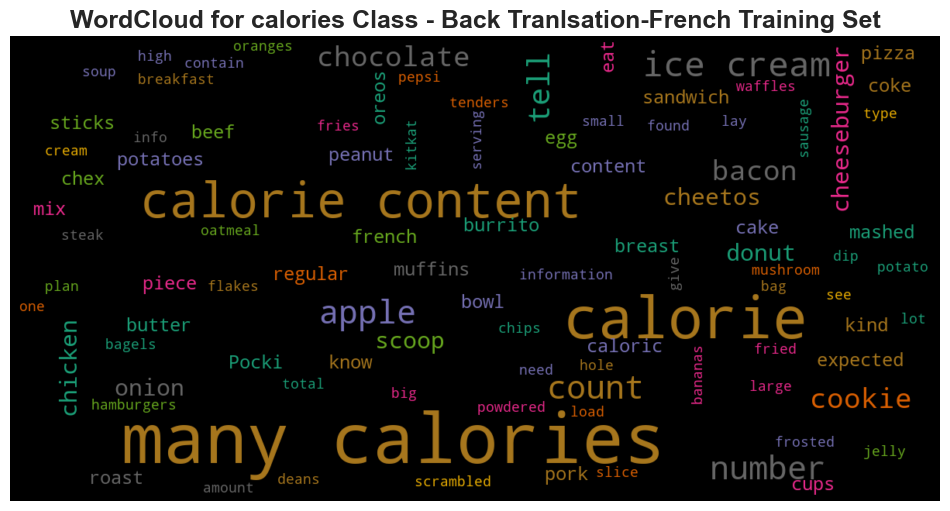 WordCloud for calories Class - Back Tranlsation-French Training Set
oranges
high
contain
chocolate
eat
ice cream
pizza
soup
breakfast
oreos
pepsi
tell
waffles
cheeseburger
coke
tenders
sandwich
type
sticks
info
beef
fries
kitkat
serving
egg
small
found
lay
sausage
cream
potatoes
peanut
content
bacon
chex
calorie content
cheetos
mix
steak
oatmeal
french
burrito
breast
cake
donut
mashed
dip
plan
piece
flakes
regular
muffins
information
give
mushroom
bag
potato
one
see
chicken
butter
apple
bowl
calorie
kind
lot
bagels
scoop
chips
caloric
bananas
fried
expected
Pocki
know
need
hole
onion
total
big
count
large
cookie
hamburgers
powdered
load
many calories
frosted
jelly
roast
amount
deans
scrambled
pork
slice
number
cups